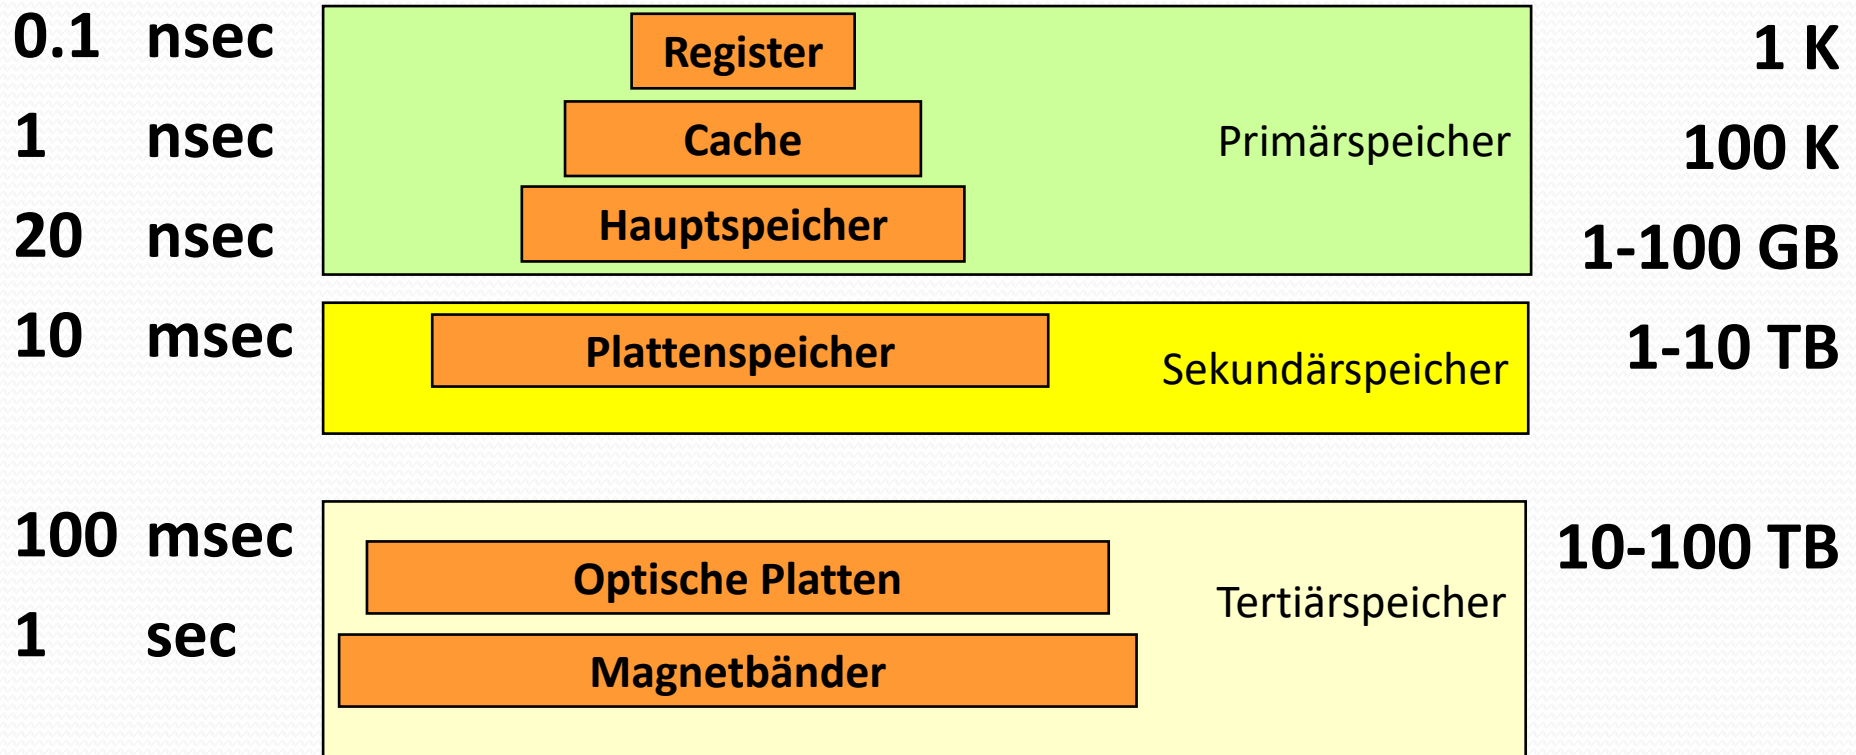 0.1 nsec
Register
1 K
1 nsec
Cache
Primärspeicher
100 K
20 nsec
Hauptspeicher
1-100 GB
10 msec
Plattenspeicher
Sekundärspeicher
1-10 TB
100 msec
Optische Platten
Tertiärspeicher
10-100 TB
1 sec
Magnetbänder